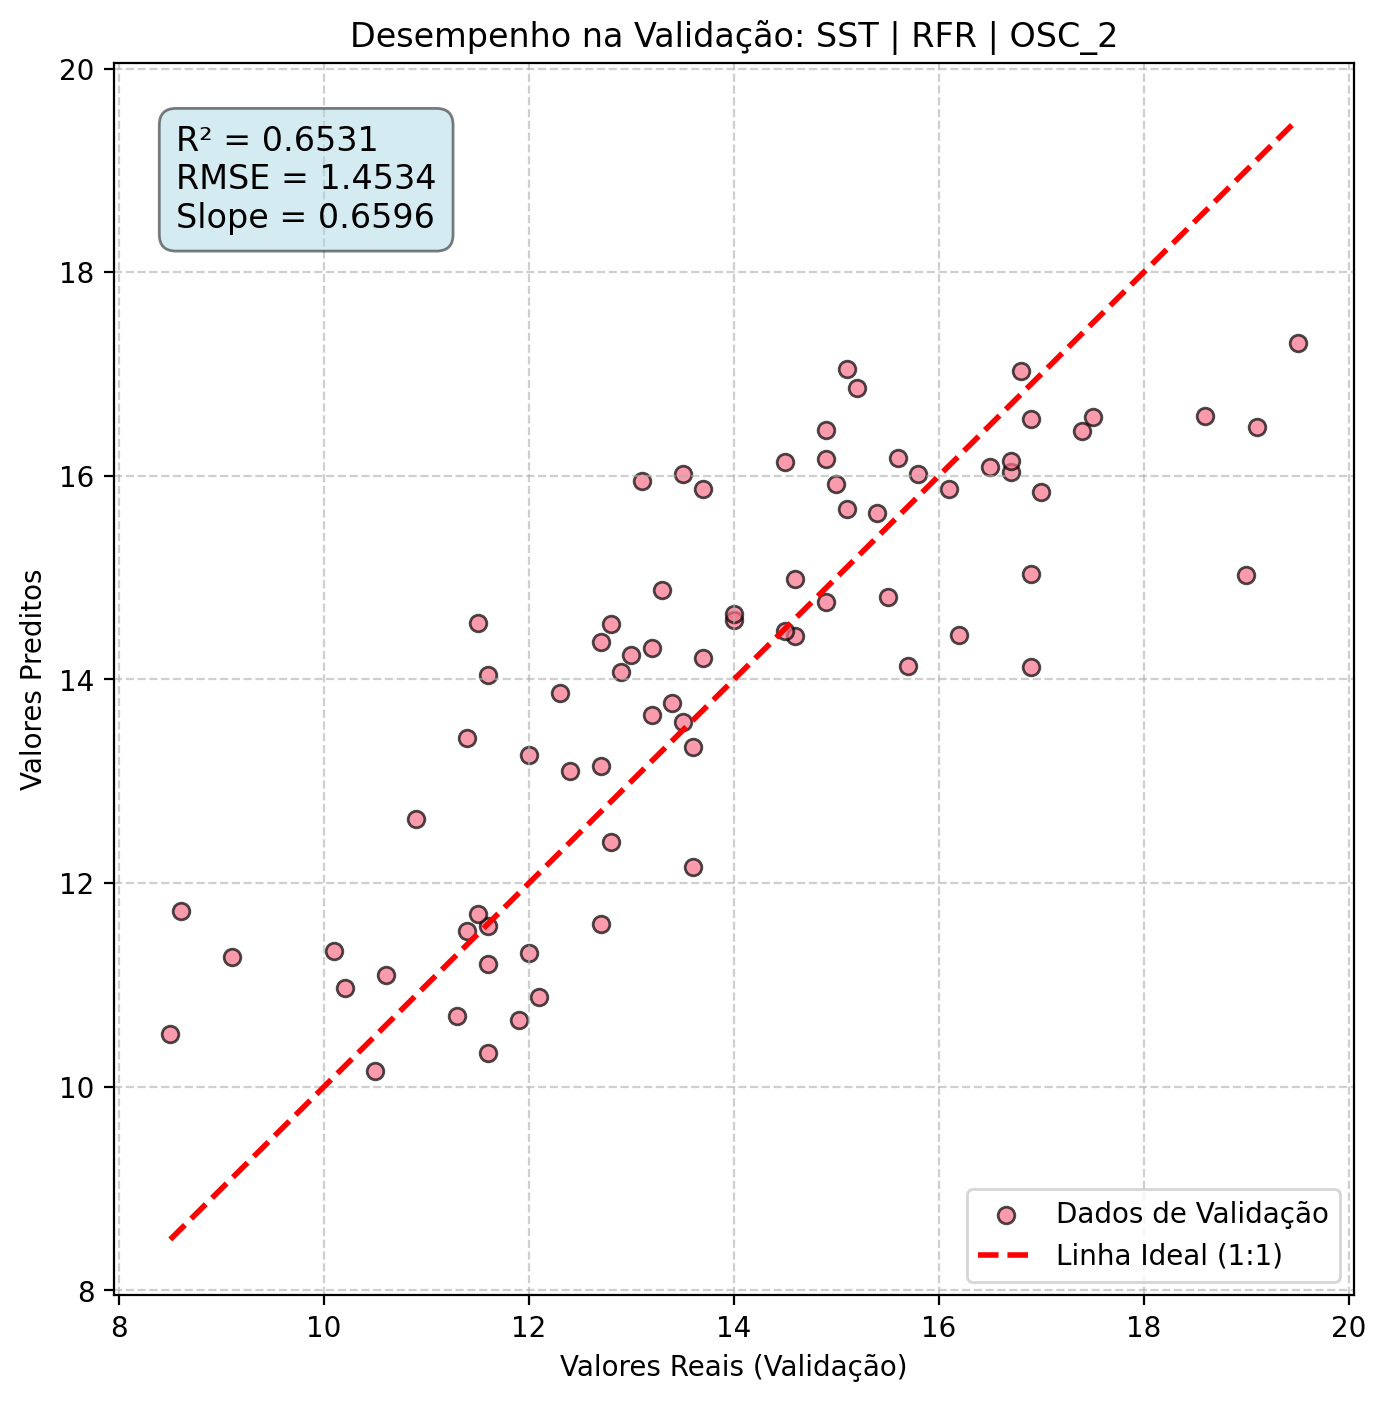 Desempenho na Validação: SST | RFR | OSC_2
R² = 0.6531
RMSE = 1.4534
Slope = 0.6596
20
18
16
14
12
10
8
Valores Preditos
Dados de Validação
Linha Ideal (1:1)
8 10 12 14 16 18 20
Valores Reais (Validação)